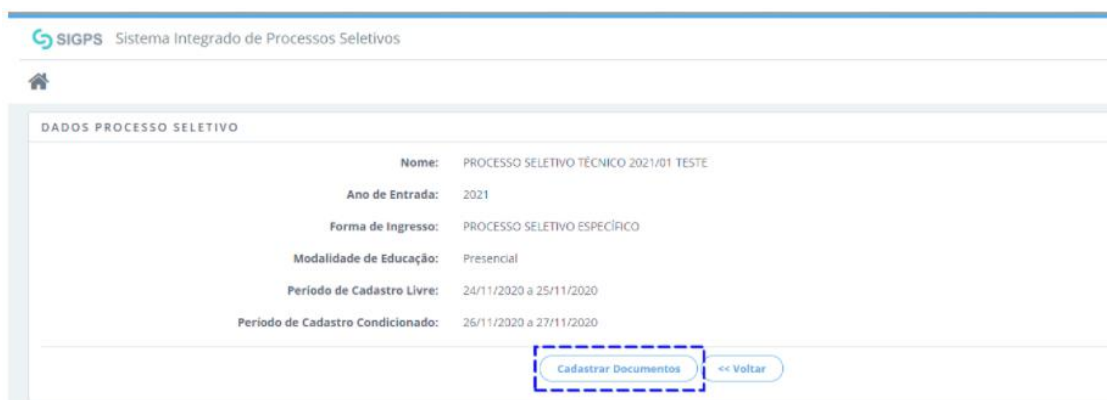 SIGPS Sistema Integrado de Processos Seletivos
DADOS PROCESSO SELETIVO
Nome: PROCESSO SELETIVO TÉCNICO 2021/01 TESTE
Ano de Entrada: 2021
Forma de Ingresso: PROCESSO SELETIVO ESPECÍFICO
Modalidade de Educação: Presencial
Período de Cadastro Livre: 24/11/2020 a 25/11/2020
Período de Cadastro Condicionado: 26/11/2020 a 27/11/2020
Cadastrar Documentos << Voltar